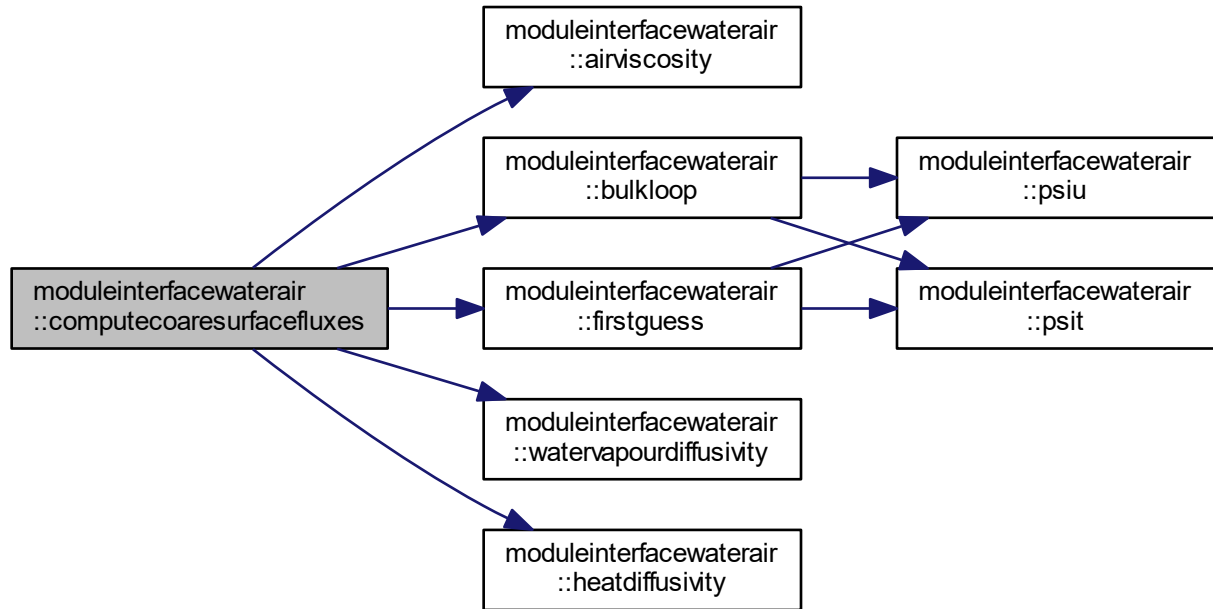 moduleinterfacewaterair
::airviscosity
moduleinterfacewaterair
::bulkloop
moduleinterfacewaterair
::psiu
moduleinterfacewaterair
::computecoaresurfacefluxes
moduleinterfacewaterair
::firstguess
moduleinterfacewaterair
::psit
moduleinterfacewaterair
::watervapourdiffusivity
moduleinterfacewaterair
::heatdiffusivity